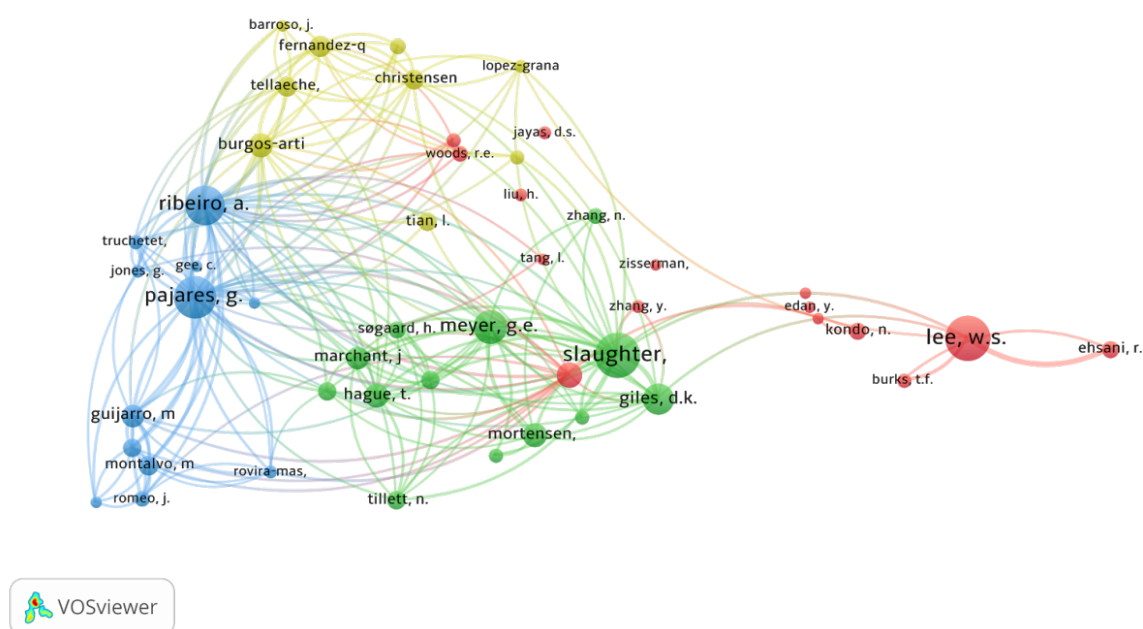 barroso, j.
fernandez-q
christensen
lopez-grana
tellaeche,
burgos-arti
jayas, d.s.
woods, r.e.
liu, h.
ribeiro, a.
zhang, n.
tian, l.
truchetet,
gee, c.
jones, g.
tang, l.
zisserman,
pajares, g.
zhang, y.
edan, y.
søgaard, h.
meyer, g.e.
kondo, n.
lee, w.s.
ehsani, r.
marchant, j
slaughter,
burks, t.f.
hague, t.
giles, d.k.
guijarro, m
mortensen,
montalvo, m
rovira-mas,
romeo, j.
tillett, n.
VOSviewer